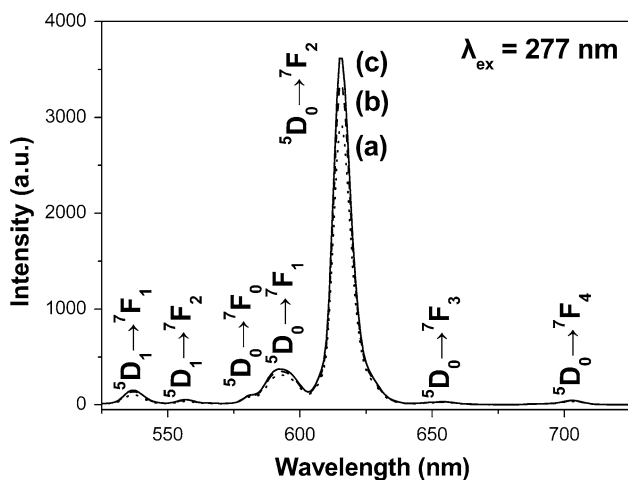 λex = 277 nm
⁵D₀→⁷F₂
(c)
(b)
(a)
⁵D₁→⁷F₁
⁵D₁→⁷F₂
⁵D₀→⁷F₀
⁵D₀→⁷F₁
⁵D₀→⁷F₃
⁵D₀→⁷F₄
Intensity (a.u.)
4000
3000
2000
1000
0
550 600 650 700
Wavelength (nm)